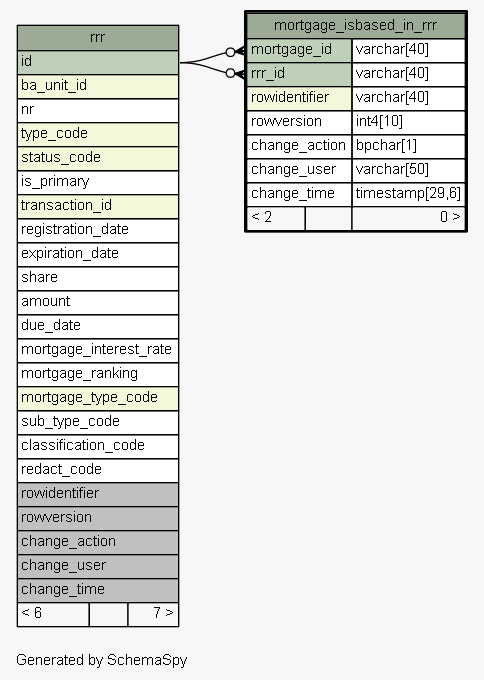 rrr
id
ba_unit_id
nr
type_code
status_code
is_primary
transaction_id
registration_date
expiration_date
share
amount
due_date
mortgage_interest_rate
mortgage_ranking
mortgage_type_code
sub_type_code
classification_code
redact_code
rowidentifier
rowversion
change_action
change_user
change_time
< 6 7 >
mortgage_isbased_in_rrr
mortgage_id varchar[40]
rrr_id varchar[40]
rowidentifier varchar[40]
rowversion int4[10]
change_action bpchar[1]
change_user varchar[50]
change_time timestamp[29,6]
< 2 0 >
Generated by SchemaSpy